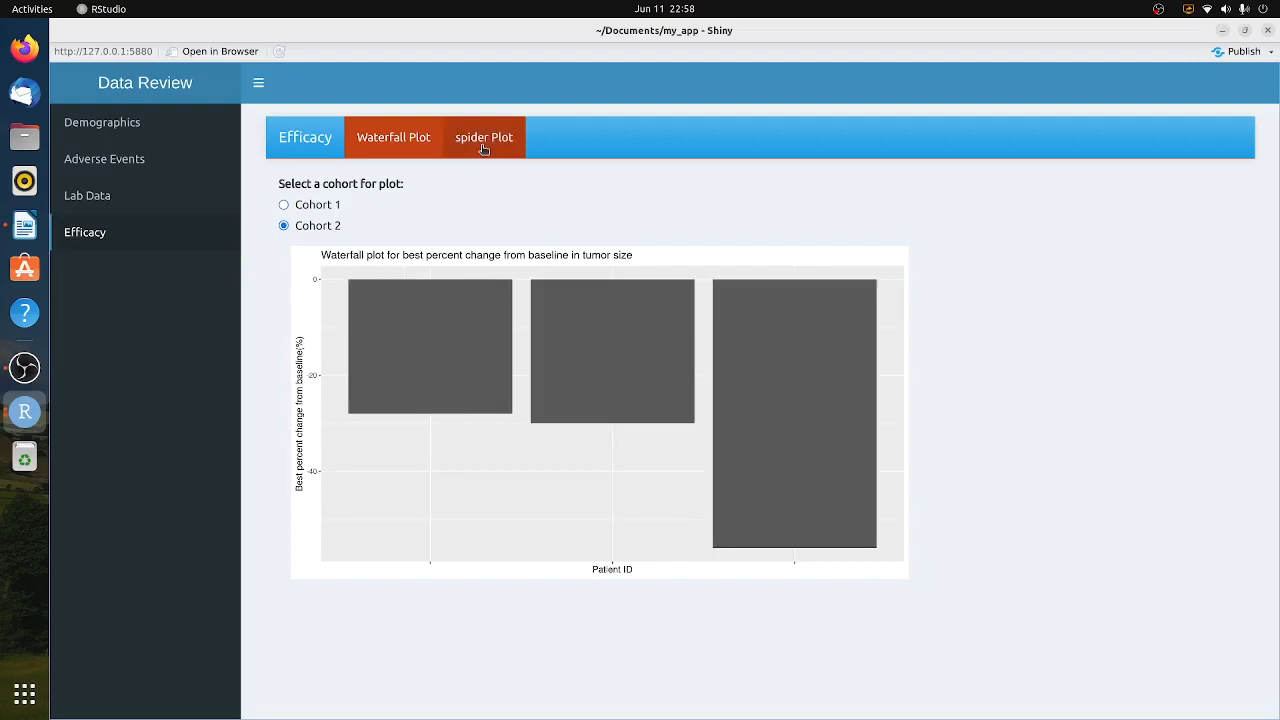 Activities
RStudio
Jun 11 22:58
~/Documents/my_app - Shiny
http://127.0.0.1:5880
Open in Browser
Publish
Data Review
Demographics
Adverse Events
Lab Data
Efficacy
Efficacy
Waterfall Plot
spider Plot
Select a cohort for plot:
Cohort 1
Cohort 2
Waterfall plot for best percent change from baseline in tumor size
Best percent change from baseline(%)
0
-20
-40
Patient ID